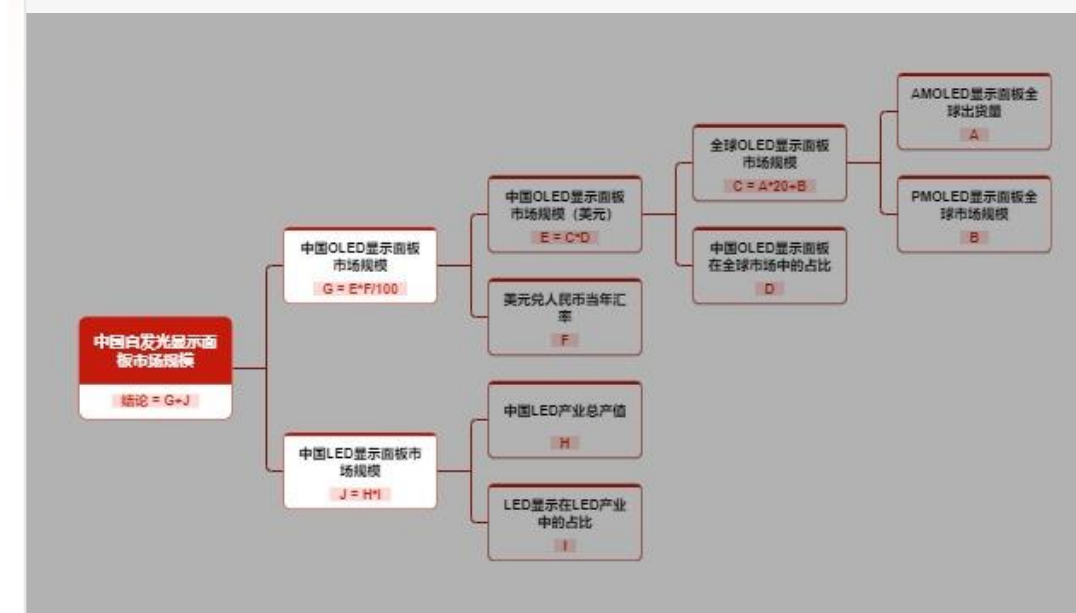 AMOLED显示面板全
球出货量
A
全球OLED显示面板
市场规模
C = A*20+B
中国OLED显示面板
市场规模（美元）
E = C*D
PMOLED显示面板全
球市场规模
B
中国OLED显示面板
市场规模
G = E*F/100
中国OLED显示面板
在全球市场中的占比
D
美元兑人民币当年汇
率
F
中国自发光显示面
板市场规模
结论 = G+J
中国LED产业总产值
H
中国LED显示面板市
场规模
J = H*I
LED显示在LED产业
中的占比
I